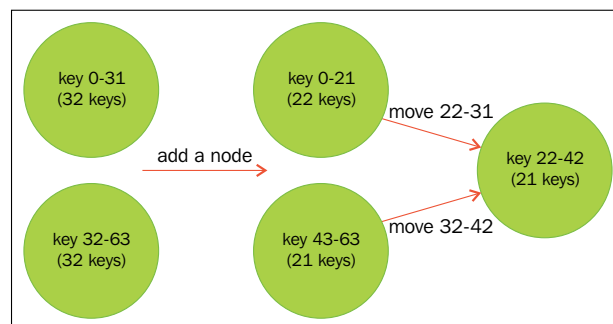 key 0-31
(32 keys)
key 0-21
(22 keys)
move 22-31
add a node
key 22-42
(21 keys)
key 32-63
(32 keys)
key 43-63
(21 keys)
move 32-42